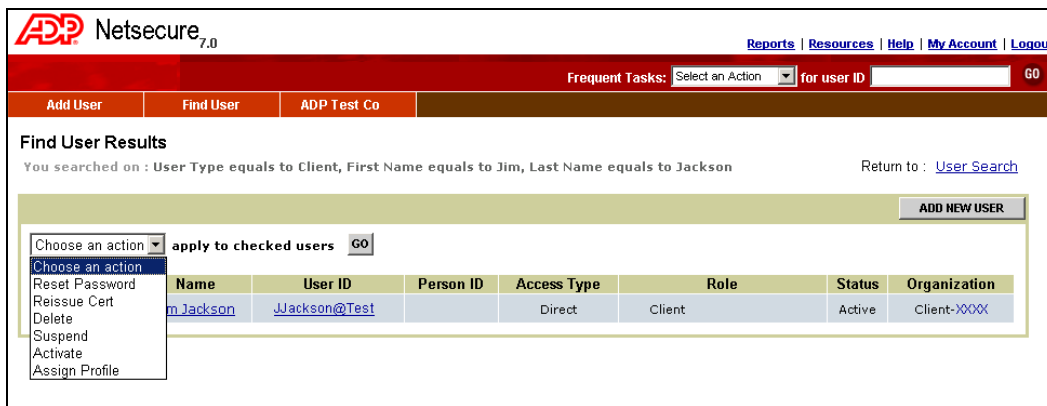 ADP Netsecure 7.0
Reports | Resources | Help | My Account | Logou
Frequent Tasks: Select an Action for user ID GO
Add User Find User ADP Test Co
Find User Results
You searched on : User Type equals to Client, First Name equals to Jim, Last Name equals to Jackson Return to : User Search
ADD NEW USER
Choose an action apply to checked users GO
Choose an action
Reset Password
Reissue Cert
Delete
Suspend
Activate
Assign Profile
Name User ID Person ID Access Type Role Status Organization
m Jackson JJackson@Test Direct Client Active Client-XXXX